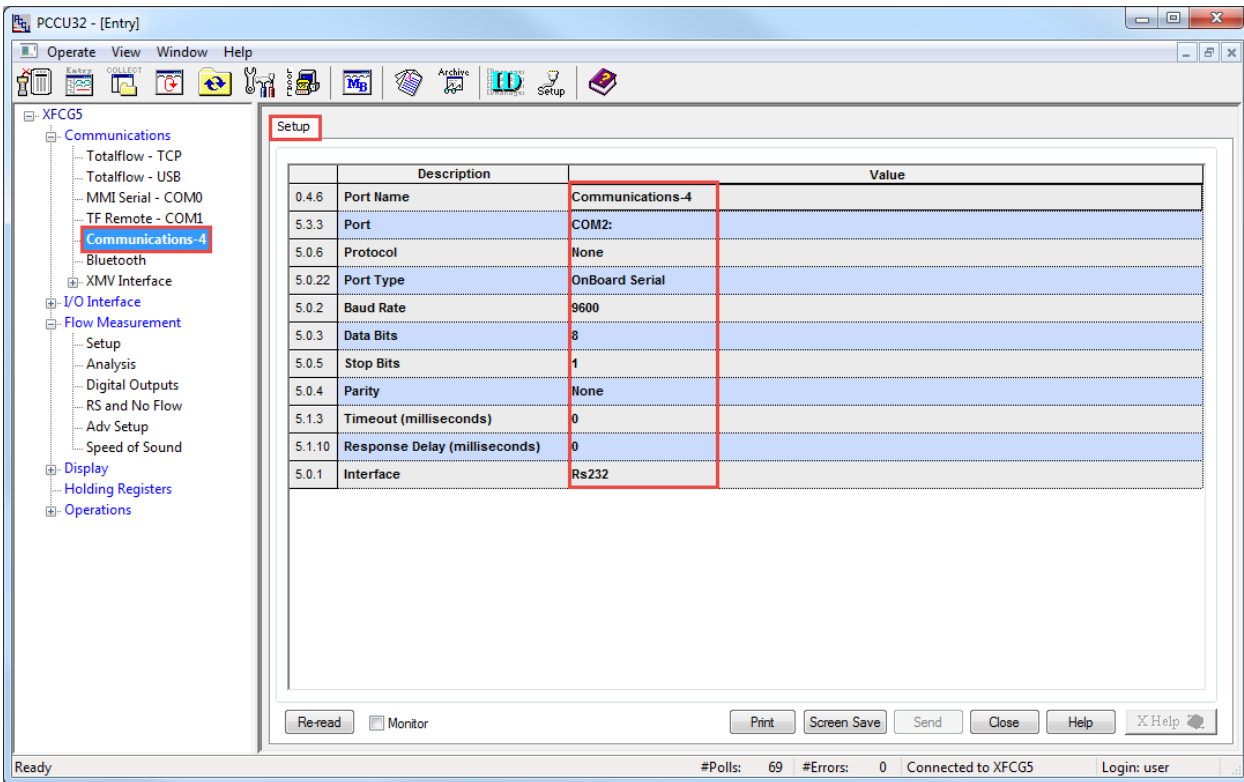 PCCU32 - [Entry]
Operate View Window Help
Entry COLLECT MB Archive ID Setup
XFCG5
Communications
Totalflow - TCP
Totalflow - USB
MMI Serial - COM0
TF Remote - COM1
Communications-4
Bluetooth
XMV Interface
I/O Interface
Flow Measurement
Setup
Analysis
Digital Outputs
RS and No Flow
Adv Setup
Speed of Sound
Display
Holding Registers
Operations
Setup
Description Value
0.4.6 Port Name Communications-4
5.3.3 Port COM2:
5.0.6 Protocol None
5.0.22 Port Type OnBoard Serial
5.0.2 Baud Rate 9600
5.0.3 Data Bits 8
5.0.5 Stop Bits 1
5.0.4 Parity None
5.1.3 Timeout (milliseconds) 0
5.1.10 Response Delay (milliseconds) 0
5.0.1 Interface Rs232
Re-read Monitor Print Screen Save Send Close Help X Help
Ready #Polls: 69 #Errors: 0 Connected to XFCG5 Login: user